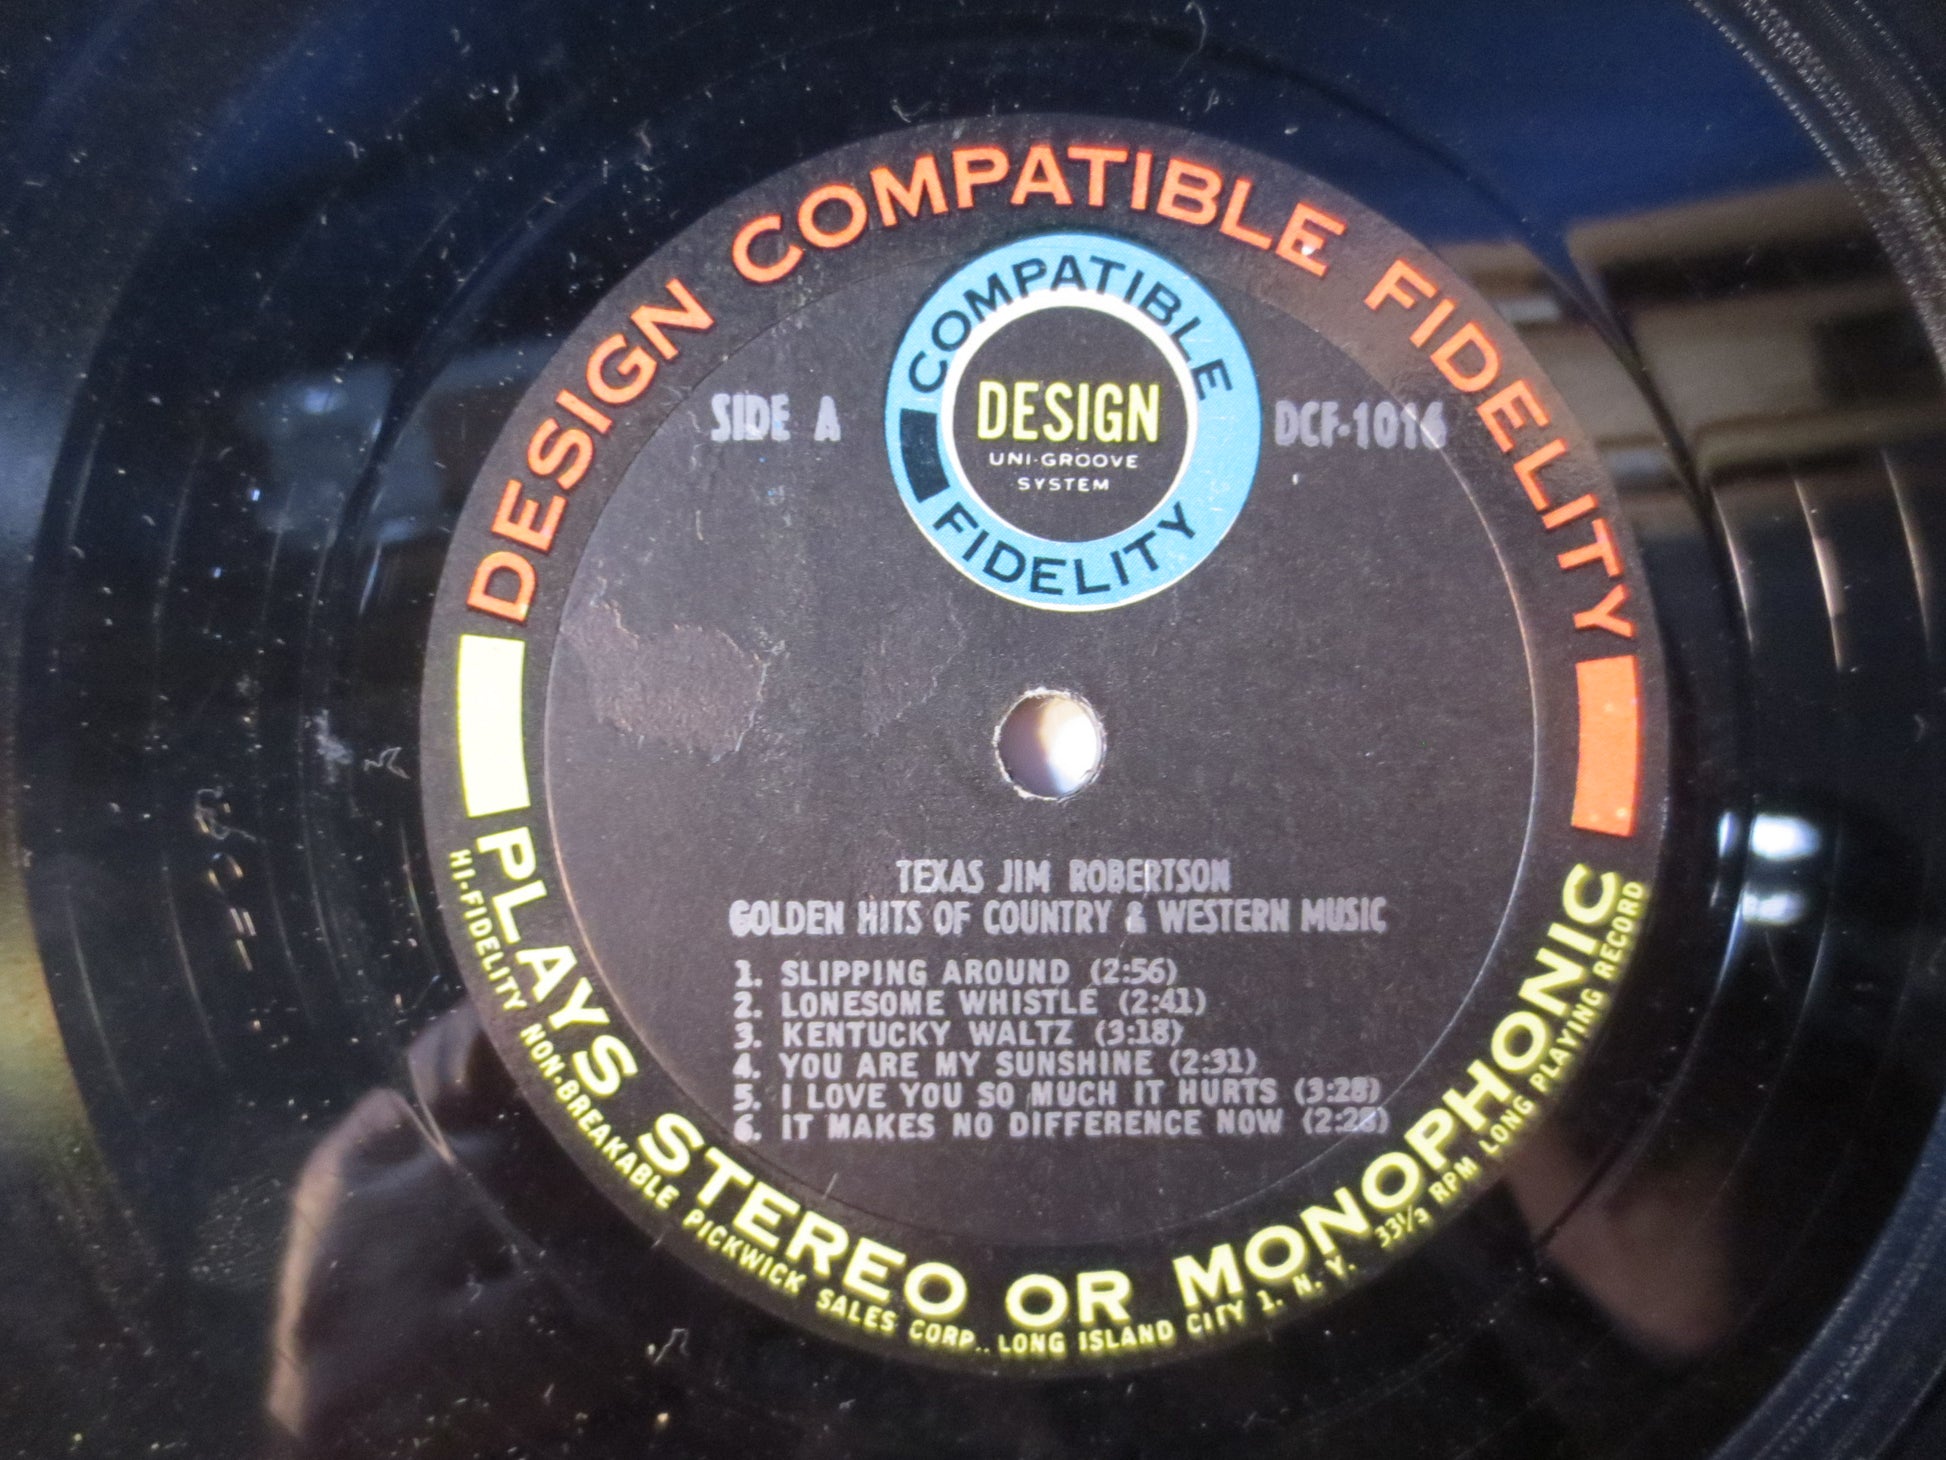 DESIGN COMPATIBLE FIDELITY
COMPATIBLE
SIDE A
DESIGN
DCF-1016
UNI-GROOVE
SYSTEM
FIDELITY
TEXAS JIM ROBERTSON
GOLDEN HITS OF COUNTRY & WESTERN MUSIC
1. SLIPPING AROUND (2:56)
2. LONESOME WHISTLE (2:41)
3. KENTUCKY WALTZ (3:18)
4. YOU ARE MY SUNSHINE (2:31)
5. I LOVE YOU SO MUCH IT HURTS (3:28)
6. IT MAKES NO DIFFERENCE NOW (2:28)
PLAYS STEREO OR MONOPHONIC
HI-FIDELITY NON-BREAKABLE PICKWICK SALES CORP.. LONG ISLAND CITY 1. N. Y. 33 1/3 RPM LONG PLAYING RECORD